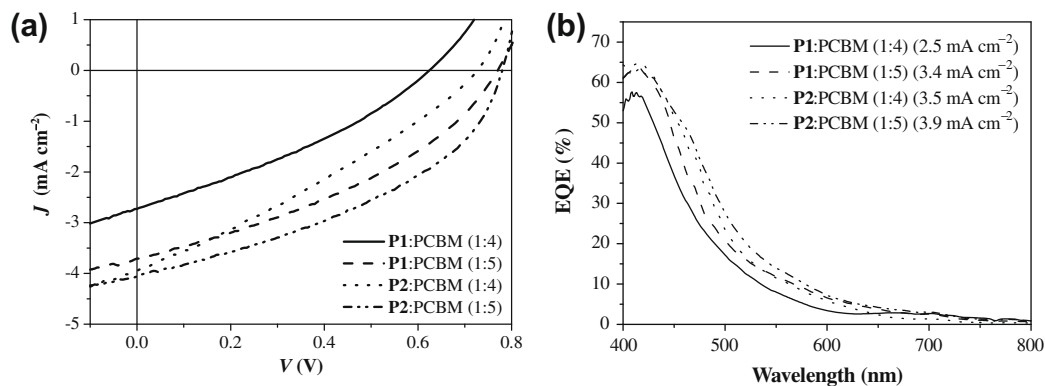 (a)
1
0
-1
-2
-3
-4
-5
J (mA cm⁻²)
0.0
0.2
0.4
0.6
0.8
V (V)
P1:PCBM (1:4)
P1:PCBM (1:5)
P2:PCBM (1:4)
P2:PCBM (1:5)
(b)
70
60
50
40
30
20
10
0
EQE (%)
400
500
600
700
800
Wavelength (nm)
P1:PCBM (1:4) (2.5 mA cm⁻²)
P1:PCBM (1:5) (3.4 mA cm⁻²)
P2:PCBM (1:4) (3.5 mA cm⁻²)
P2:PCBM (1:5) (3.9 mA cm⁻²)